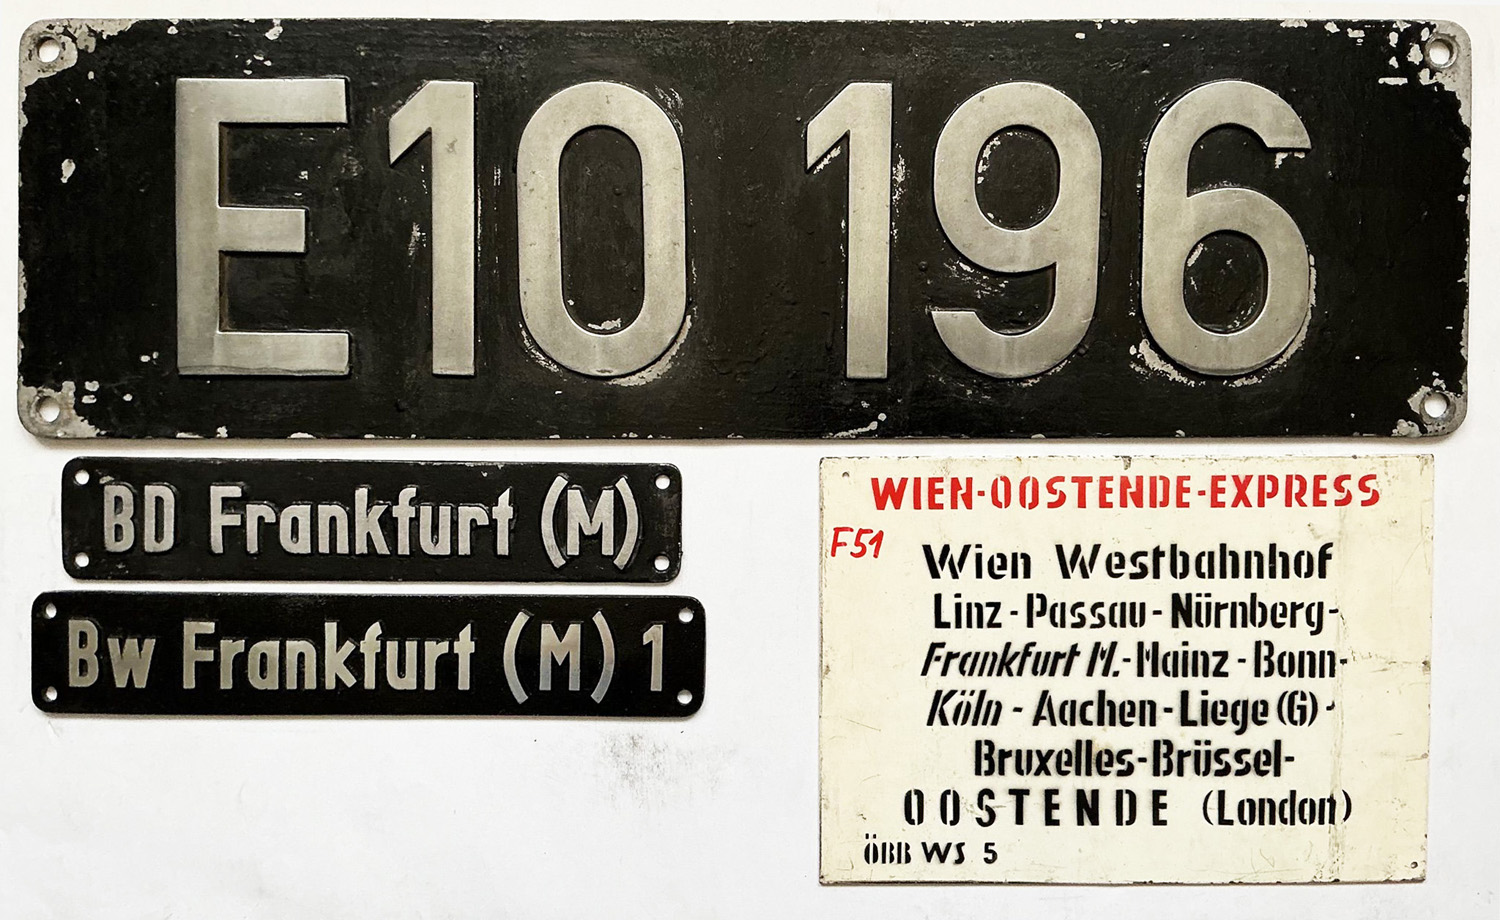 E10 196
BD Frankfurt (M)
Bw Frankfurt (M) 1
WIEN-OOSTENDE-EXPRESS
F51
Wien Westbahnhof
Linz-Passau-Nürnberg-
Frankfurt M.-Mainz-Bonn-
Köln-Aachen-Liege (G)-
Bruxelles-Brüssel-
OOSTENDE (London)
ÖBB WS 5